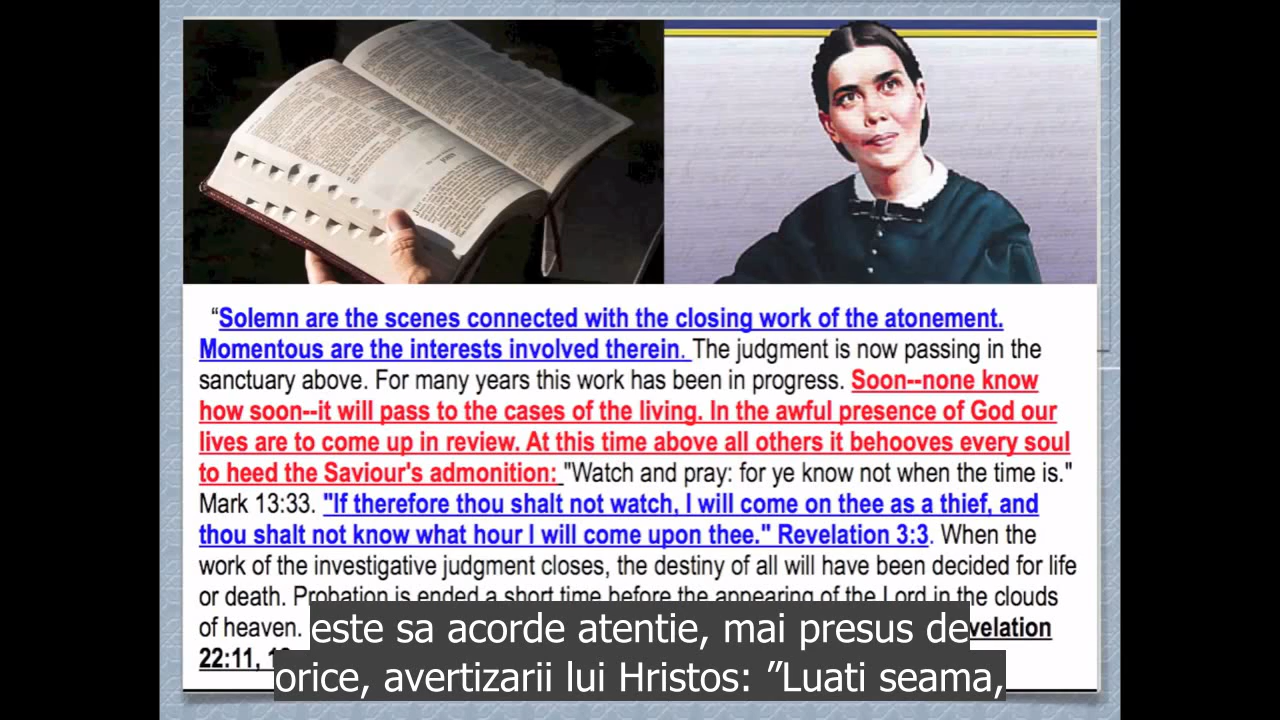 “Solemn are the scenes connected with the closing work of the atonement.
Momentous are the interests involved therein. The judgment is now passing in the
sanctuary above. For many years this work has been in progress. Soon--none know
how soon--it will pass to the cases of the living. In the awful presence of God our
lives are to come up in review. At this time above all others it behooves every soul
to heed the Saviour's admonition: "Watch and pray: for ye know not when the time is."
Mark 13:33. "If therefore thou shalt not watch, I will come on thee as a thief, and
thou shalt not know what hour I will come upon thee." Revelation 3:3. When the
work of the investigative judgment closes, the destiny of all will have been decided for life
or death. Probation is ended a short time before the appearing of the Lord in the clouds
of heaven.
22:11,
este sa acorde atentie, mai presus de
orice, avertizarii lui Hristos: ”Luati seama,